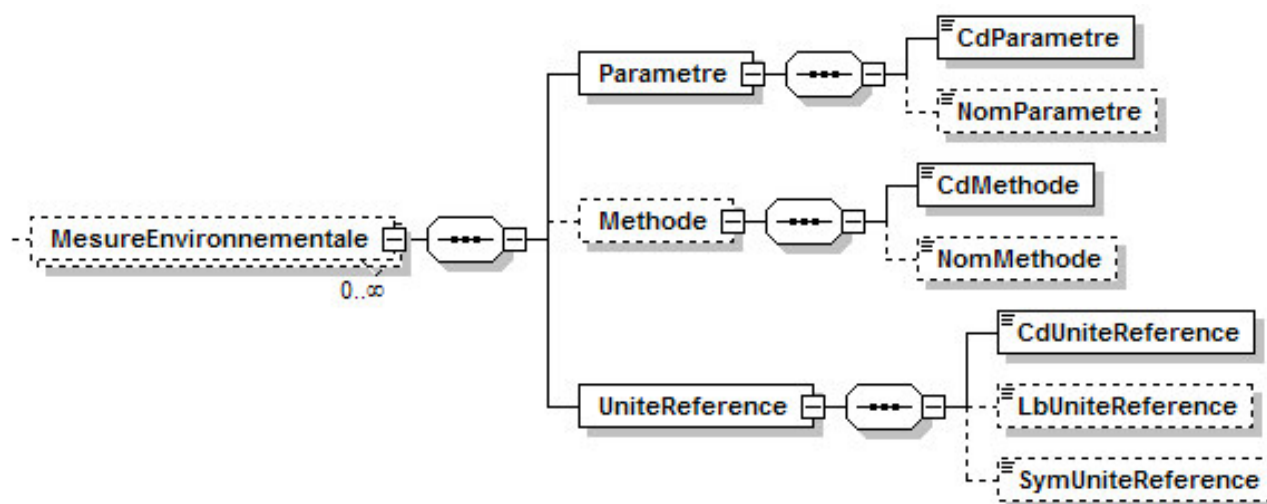 CdParametre
Parametre
NomParametre
CdMethode
Methode
MesureEnvironnementale
NomMethode
0..∞
CdUniteReference
UniteReference
LbUniteReference
SymUniteReference